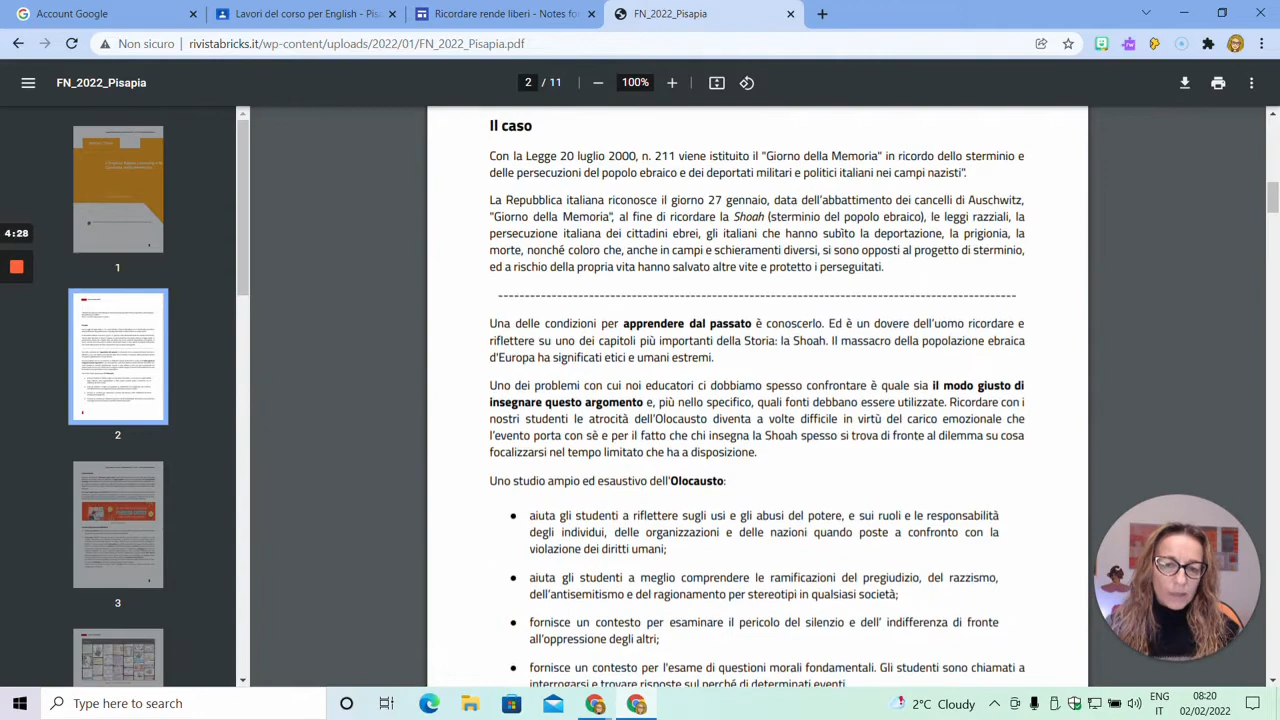 Account Google
Lavori del corso per English - Pis
Ricordare rende liberi - Notes fo
FN_2022_Pisapia
Non sicuro
rivistabricks.it/wp-content/uploads/2022/01/FN_2022_Pisapia.pdf
FN_2022_Pisapia
2 / 11
100%
Il caso
Con la Legge 20 luglio 2000, n. 211 viene istituito il "Giorno della Memoria" in ricordo dello sterminio e
delle persecuzioni del popolo ebraico e dei deportati militari e politici italiani nei campi nazisti".
La Repubblica italiana riconosce il giorno 27 gennaio, data dell'abbattimento dei cancelli di Auschwitz,
"Giorno della Memoria", al fine di ricordare la Shoah (sterminio del popolo ebraico), le leggi razziali, la
persecuzione italiana dei cittadini ebrei, gli italiani che hanno subìto la deportazione, la prigionia, la
morte, nonché coloro che, anche in campi e schieramenti diversi, si sono opposti al progetto di sterminio,
ed a rischio della propria vita hanno salvato altre vite e protetto i perseguitati.
Una delle condizioni per apprendere dal passato è conoscerlo. Ed è un dovere dell'uomo ricordare e
riflettere su uno dei capitoli più importanti della Storia: la Shoah. Il massacro della popolazione ebraica
d'Europa ha significati etici e umani estremi.
Uno dei problemi con cui noi educatori ci dobbiamo spesso confrontare è quale sia il modo giusto di
insegnare questo argomento e, più nello specifico, quali fonti debbano essere utilizzate. Ricordare con i
nostri studenti le atrocità dell'Olocausto diventa a volte difficile in virtù del carico emozionale che
l'evento porta con sè e per il fatto che chi insegna la Shoah spesso si trova di fronte al dilemma su cosa
focalizzarsi nel tempo limitato che ha a disposizione.
Uno studio ampio ed esaustivo dell'Olocausto:
● aiuta gli studenti a riflettere sugli usi e gli abusi del potere, e sui ruoli e le responsabilità
degli individui, delle organizzazioni e delle nazioni quando poste a confronto con la
violazione dei diritti umani;
● aiuta gli studenti a meglio comprendere le ramificazioni del pregiudizio, del razzismo,
dell'antisemitismo e del ragionamento per stereotipi in qualsiasi società;
● fornisce un contesto per esaminare il pericolo del silenzio e dell' indifferenza di fronte
all'oppressione degli altri;
● fornisce un contesto per l'esame di questioni morali fondamentali. Gli studenti sono chiamati a
interrogarsi e trovare risposte sul perché di determinati eventi
4:28
1
2
3
Type here to search
2°C Cloudy
ENG
IT
08:20
02/02/2022